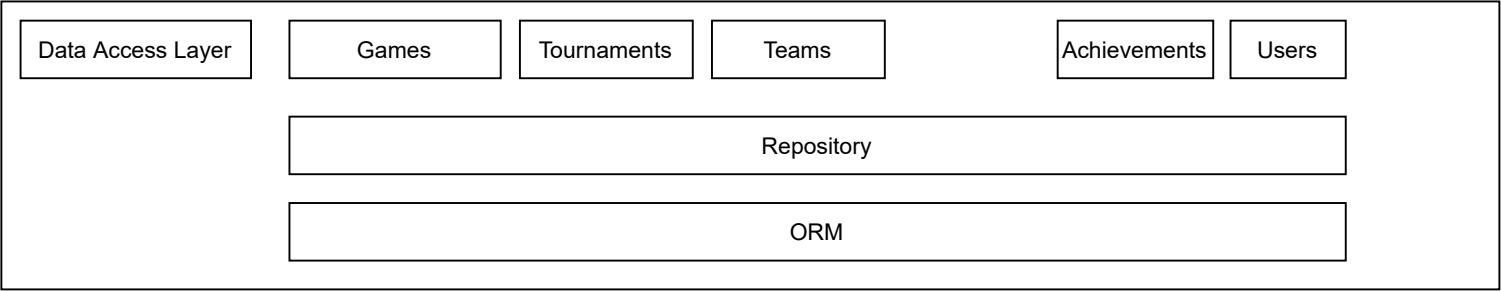 Data Access Layer
Games
Tournaments
Teams
Achievements
Users
Repository
ORM